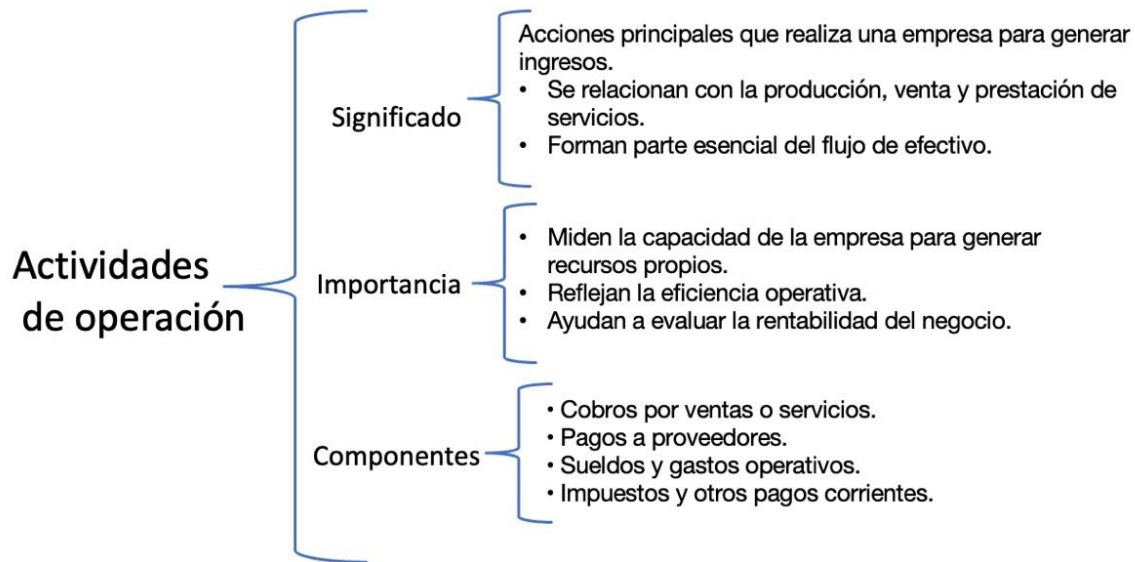 Actividades
de operación
Significado
Acciones principales que realiza una empresa para generar
ingresos.
• Se relacionan con la producción, venta y prestación de
servicios.
• Forman parte esencial del flujo de efectivo.
Importancia
• Miden la capacidad de la empresa para generar
recursos propios.
• Reflejan la eficiencia operativa.
• Ayudan a evaluar la rentabilidad del negocio.
Componentes
• Cobros por ventas o servicios.
• Pagos a proveedores.
• Sueldos y gastos operativos.
• Impuestos y otros pagos corrientes.